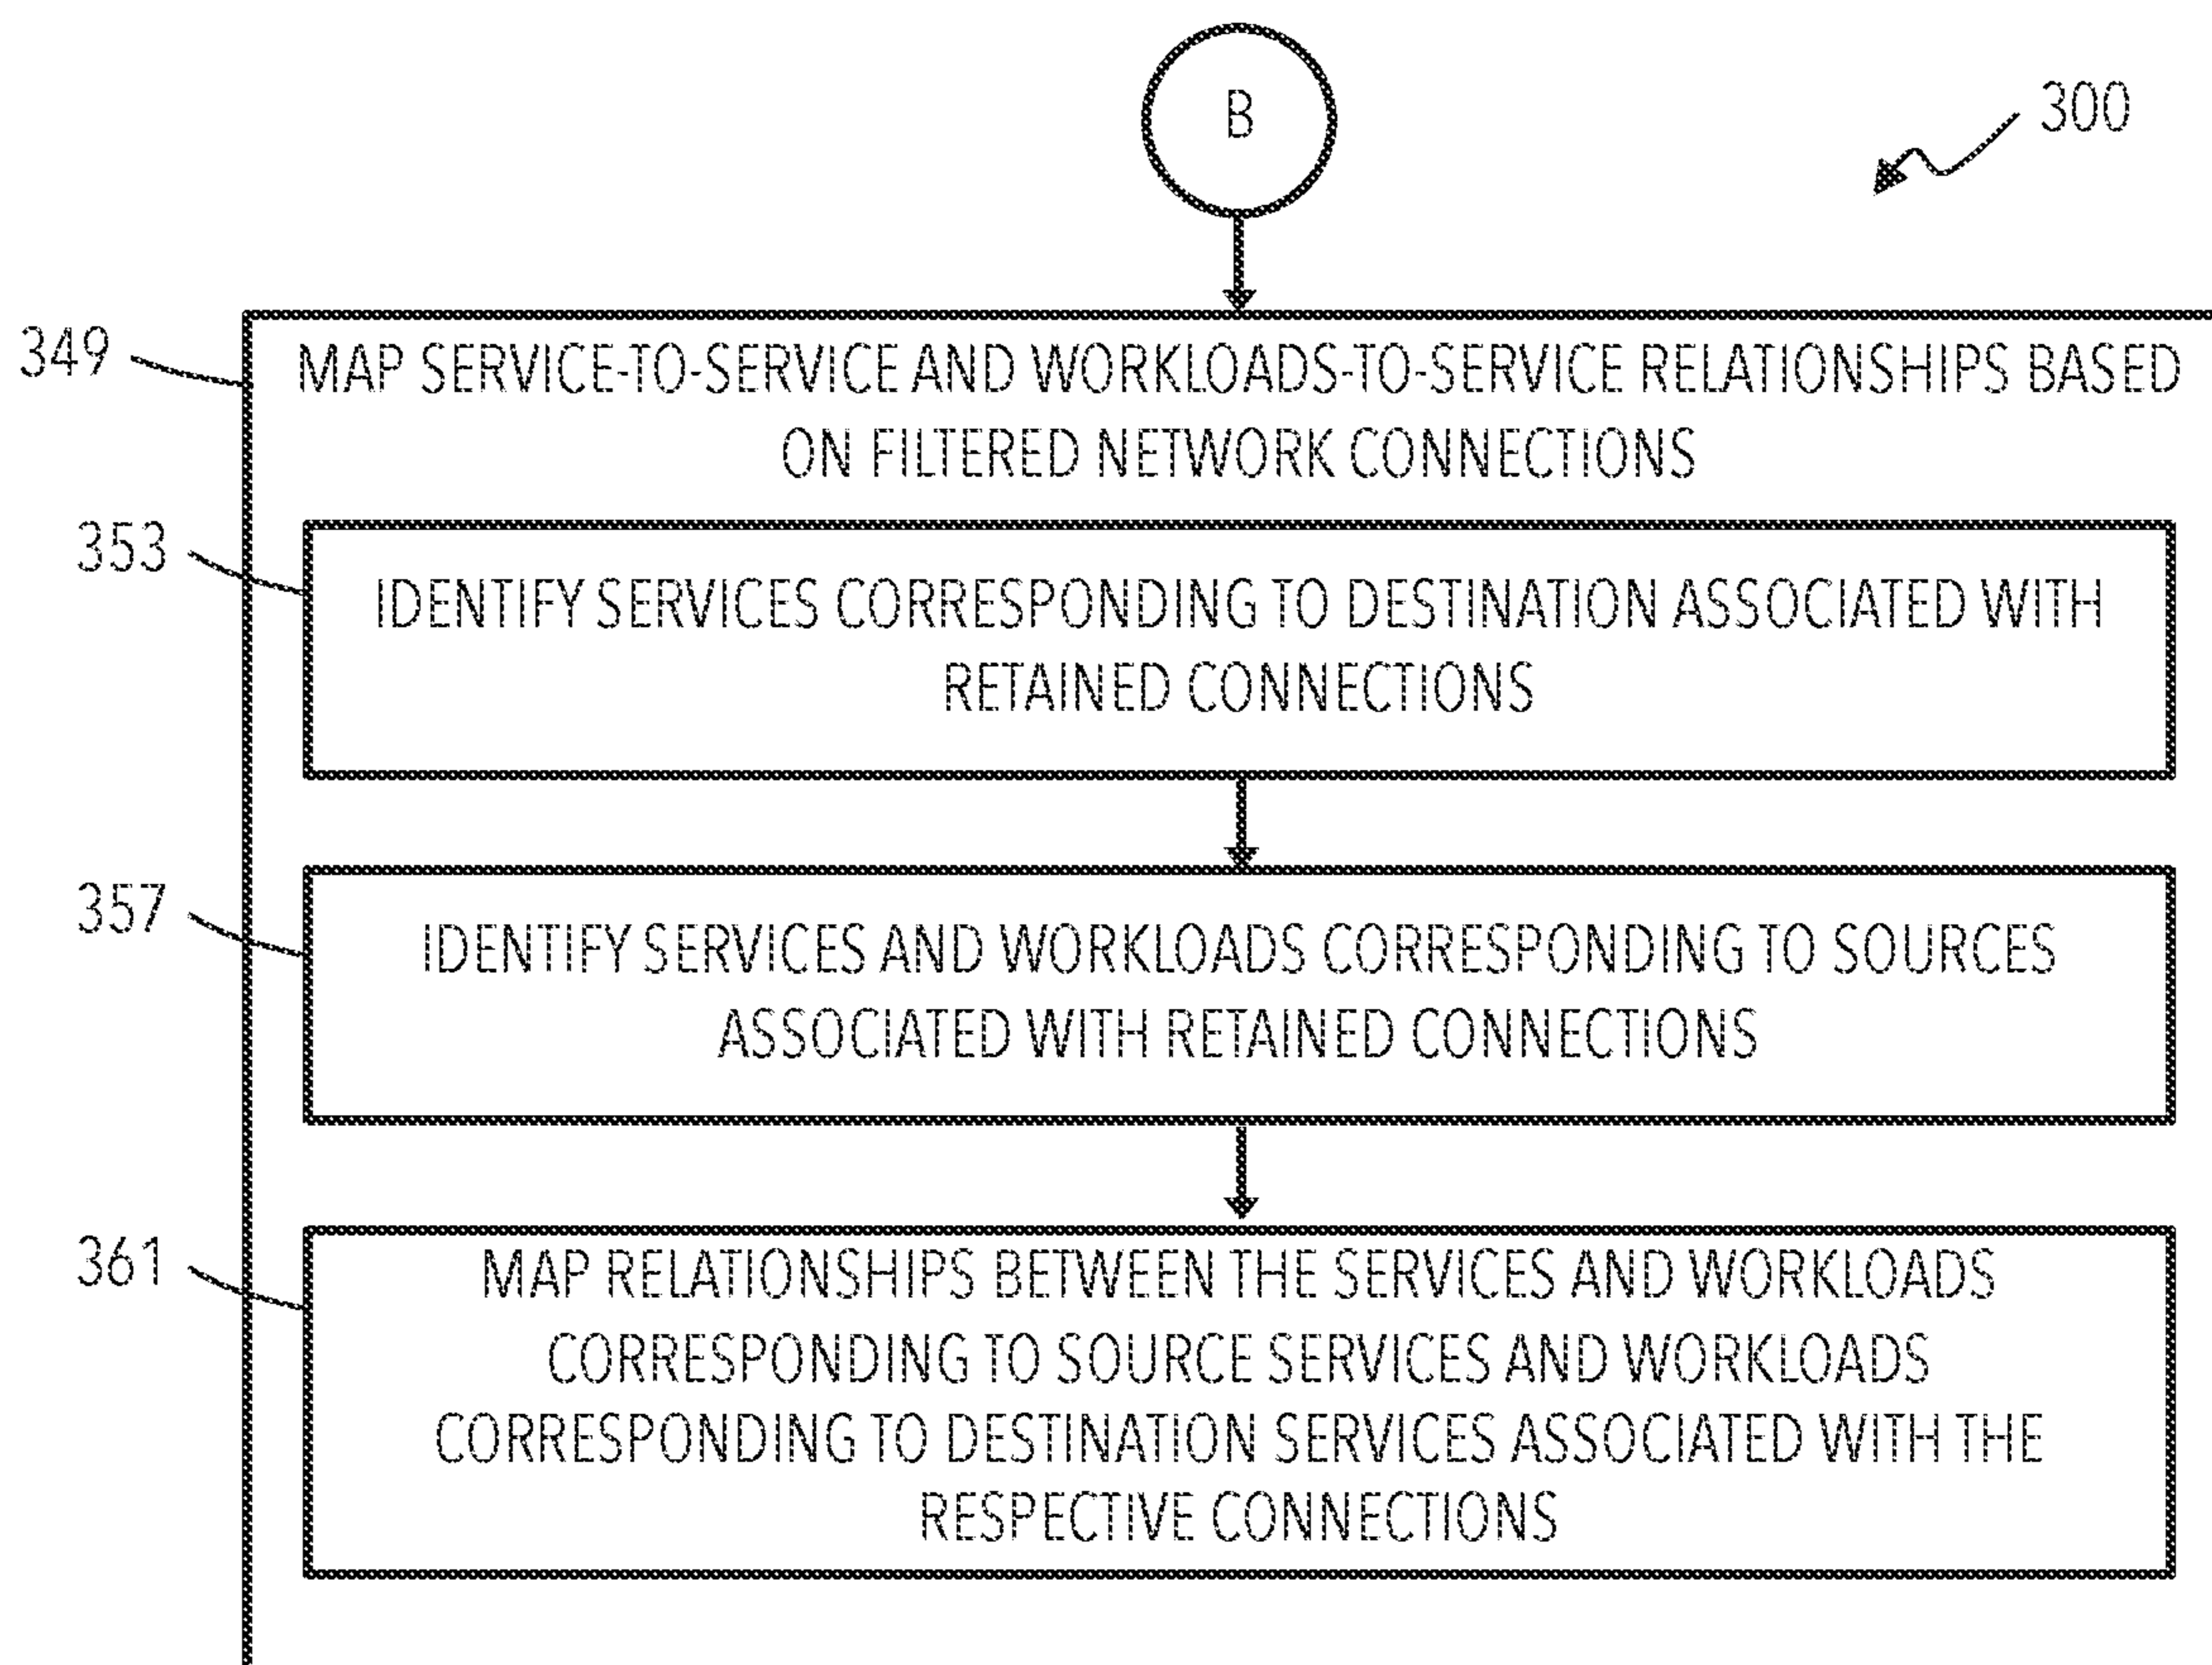 B
300
349
MAP SERVICE-TO-SERVICE AND WORKLOADS-TO-SERVICE RELATIONSHIPS BASED
ON FILTERED NETWORK CONNECTIONS
353
IDENTIFY SERVICES CORRESPONDING TO DESTINATION ASSOCIATED WITH
RETAINED CONNECTIONS
357
IDENTIFY SERVICES AND WORKLOADS CORRESPONDING TO SOURCES
ASSOCIATED WITH RETAINED CONNECTIONS
361
MAP RELATIONSHIPS BETWEEN THE SERVICES AND WORKLOADS
CORRESPONDING TO SOURCE SERVICES AND WORKLOADS
CORRESPONDING TO DESTINATION SERVICES ASSOCIATED WITH THE
RESPECTIVE CONNECTIONS